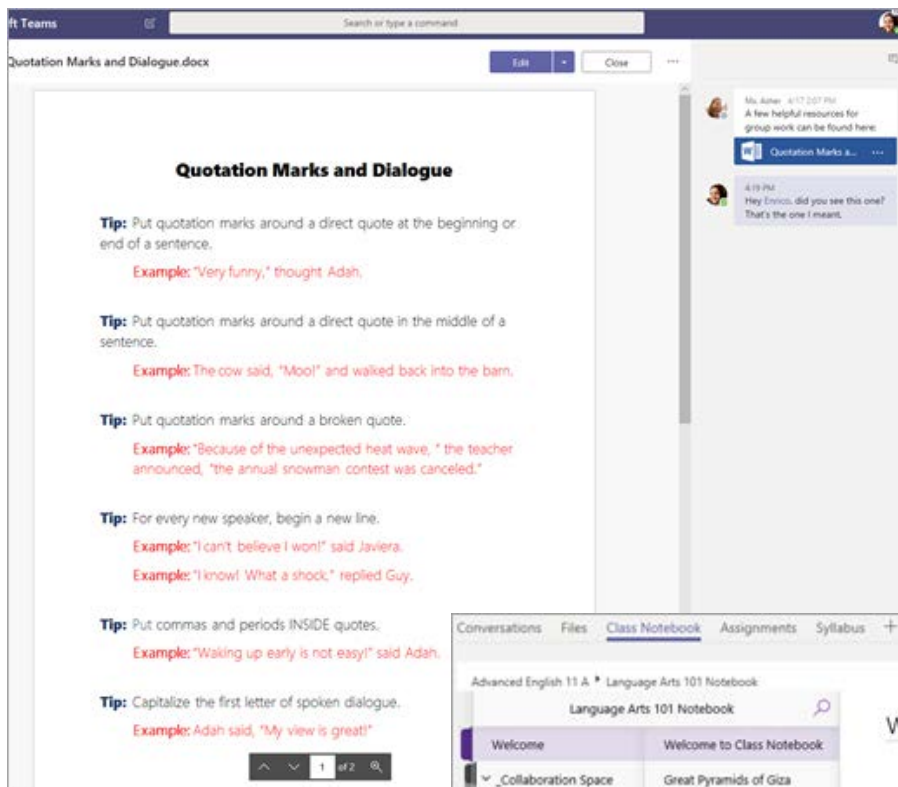 ft Teams
Search or type a command
Quotation Marks and Dialogue.docx
Edit
Close
Quotation Marks and Dialogue
Tip: Put quotation marks around a direct quote at the beginning or
end of a sentence.
Example: "Very funny," thought Adah.
Tip: Put quotation marks around a direct quote in the middle of a
sentence.
Example: The cow said, "Moo!" and walked back into the barn.
Tip: Put quotation marks around a broken quote.
Example: "Because of the unexpected heat wave, " the teacher
announced, "the annual snowman contest was canceled."
Tip: For every new speaker, begin a new line.
Example: "I can't believe I won!" said Javiera.
Example: "I know! What a shock," replied Guy.
Tip: Put commas and periods INSIDE quotes.
Example: "Waking up early is not easy!" said Adah.
Tip: Capitalize the first letter of spoken dialogue.
Example: Adah said, "My view is great!"
1 of 2
Ms. Asher 4/17 2:07 PM
A few helpful resources for
group work can be found here:
Quotation Marks a... ...
4:19 PM
Hey Enrico, did you see this one?
That's the one I meant.
Conversations Files Class Notebook Assignments Syllabus +
Advanced English 11 A Language Arts 101 Notebook
Language Arts 101 Notebook
Welcome
Welcome to Class Notebook
_Collaboration Space
Great Pyramids of Giza
W